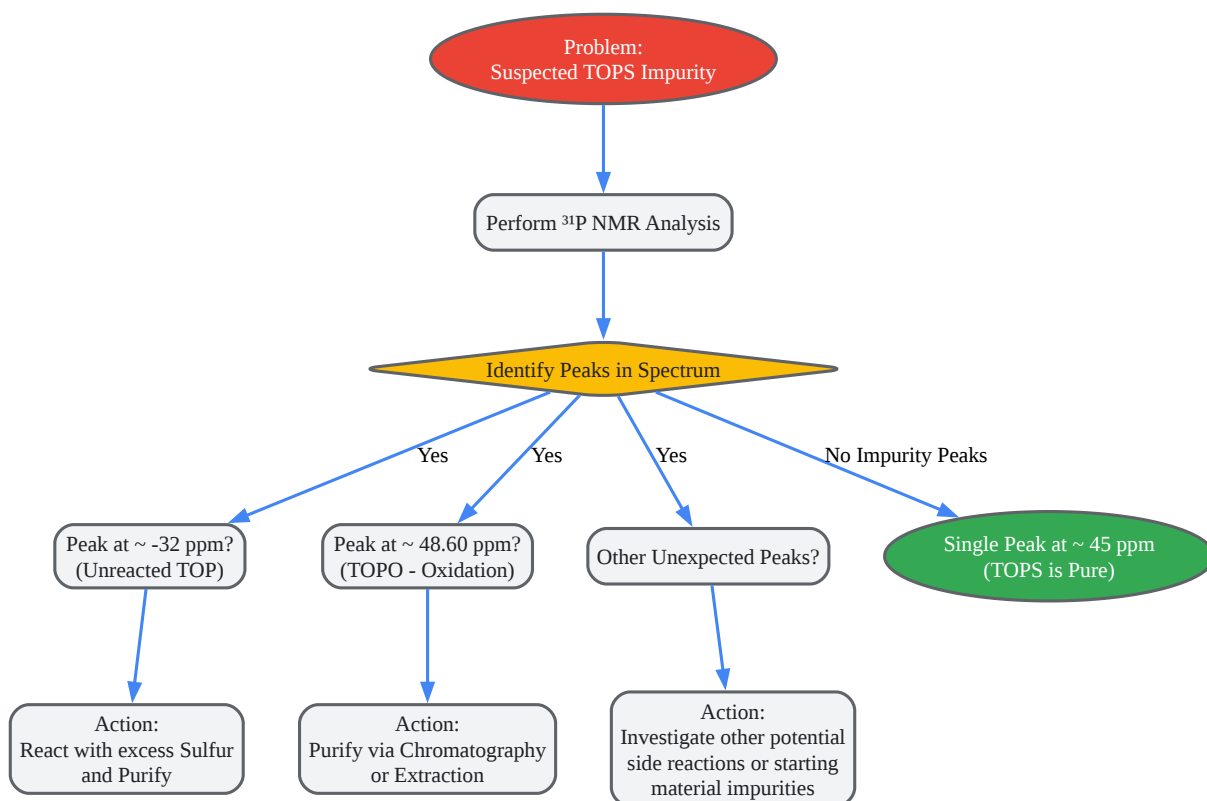 Problem:
Suspected TOPS Impurity
Perform ³¹P NMR Analysis
Identify Peaks in Spectrum
Yes
Yes
Yes
No Impurity Peaks
Peak at ~ -32 ppm?
(Unreacted TOP)
Peak at ~ 48.60 ppm?
(TOPO - Oxidation)
Other Unexpected Peaks?
Single Peak at ~ 45 ppm
(TOPS is Pure)
Action:
React with excess Sulfur
and Purify
Action:
Purify via Chromatography
or Extraction
Action:
Investigate other potential
side reactions or starting
material impurities